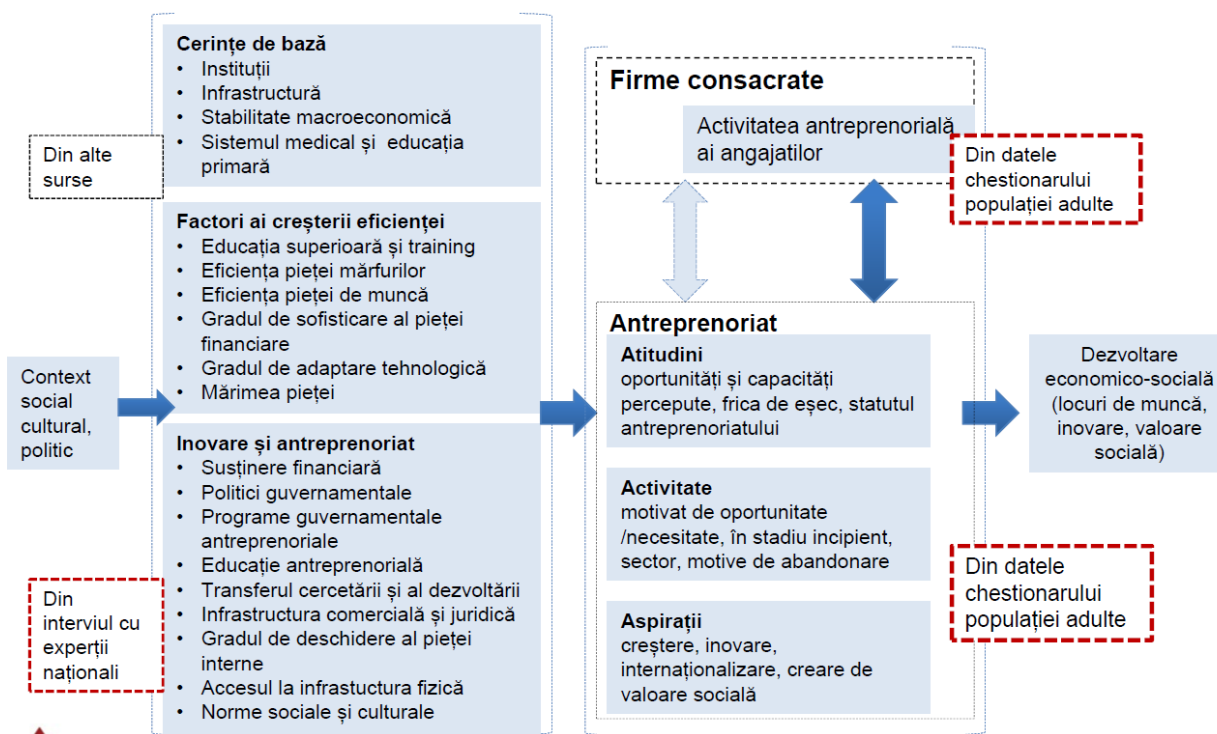 Cerințe de bază
• Instituții
• Infrastructură
• Stabilitate macroeconomică
• Sistemul medical și educația
primară
Din alte
surse
Factori ai creșterii eficienței
• Educația superioară și training
• Eficiența pieței mărfurilor
• Eficiența pieței de muncă
• Gradul de sofisticare al pieței
financiare
• Gradul de adaptare tehnologică
• Mărimea pieței
Context
social
cultural,
politic
Inovare și antreprenoriat
• Susținere financiară
• Politici guvernamentale
• Programe guvernamentale
antreprenoriale
• Educație antreprenorială
• Transferul cercetării și al dezvoltării
• Infrastructura comercială și juridică
• Gradul de deschidere al pieței
interne
• Accesul la infrastuctura fizică
• Norme sociale și culturale
Din
interviul cu
experții
naționali
Firme consacrate
Activitatea antreprenorială
ai angajatilor
Din datele
chestionarului
populației adulte
Antreprenoriat
Atitudini
oportunități și capacități
percepute, frica de eșec, statutul
antreprenoriatului
Activitate
motivat de oportunitate
/necesitate, în stadiu incipient,
sector, motive de abandonare
Aspirații
creștere, inovare,
internaționalizare, creare de
valoare socială
Dezvoltare
economico-socială
(locuri de muncă,
inovare, valoare
socială)
Din datele
chestionarului
populației adulte